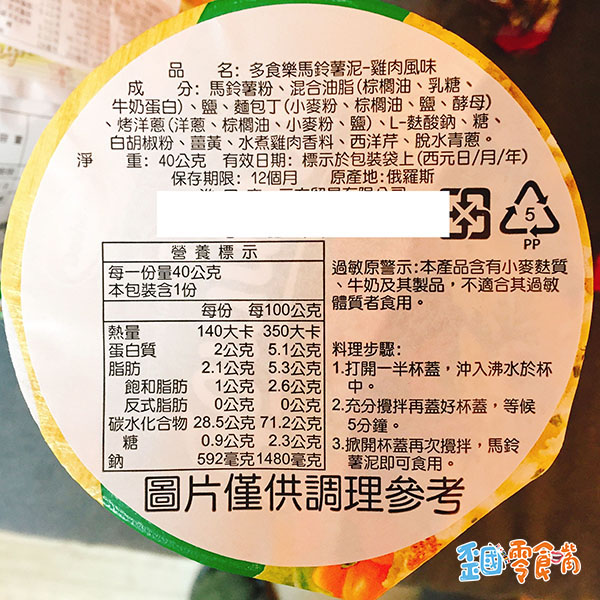 品 名: 多食樂馬鈴薯泥-雞肉風味
成 分: 馬鈴薯粉、混合油脂(棕櫚油、乳糖、
牛奶蛋白)、鹽、麵包丁(小麥粉、棕櫚油、鹽、酵母)
、烤洋蔥(洋蔥、棕櫚油、小麥粉、鹽)、L-麩酸鈉、糖、
白胡椒粉、薑黃、水煮雞肉香料、西洋芹、脫水青蔥。
淨 重: 40公克 有效日期: 標示於包裝袋上(西元日/月/年)
保存期限: 12個月 原產地:俄羅斯
5
PP
營養標示
每一份量40公克
本包裝含1份
每份 每100公克
熱量 140大卡 350大卡
蛋白質 2公克 5.1公克
脂肪 2.1公克 5.3公克
飽和脂肪 1公克 2.6公克
反式脂肪 0公克 0公克
碳水化合物 28.5公克 71.2公克
糖 0.9公克 2.3公克
鈉 592毫克 1480毫克
過敏原警示:本產品含有小麥麩質
、牛奶及其製品，不適合其過敏
體質者食用。
料理步驟:
1.打開一半杯蓋，沖入沸水於杯
中。
2.充分攪拌再蓋好杯蓋，等候
5分鐘。
3.掀開杯蓋再次攪拌，馬鈴
薯泥即可食用。
圖片僅供調理參考
歪國零食嘴